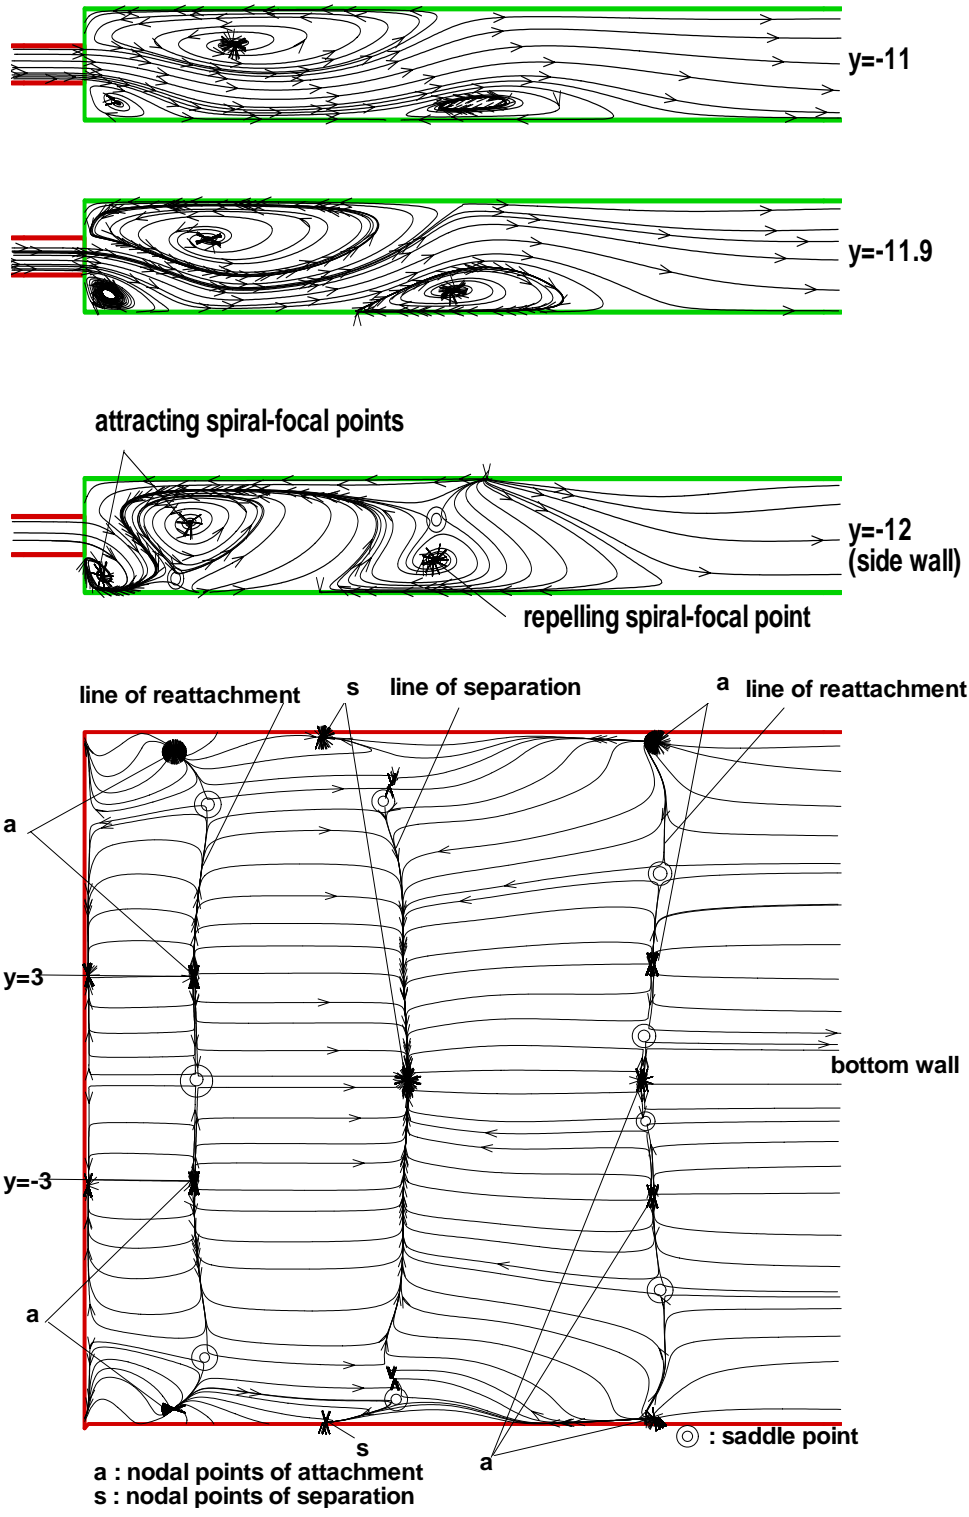 y=-11
y=-11.9
attracting spiral-focal points
y=-12
(side wall)
repelling spiral-focal point
line of reattachment
s
line of separation
a
line of reattachment
a
y=3
bottom wall
y=-3
a
s
a
: saddle point
a : nodal points of attachment
s : nodal points of separation